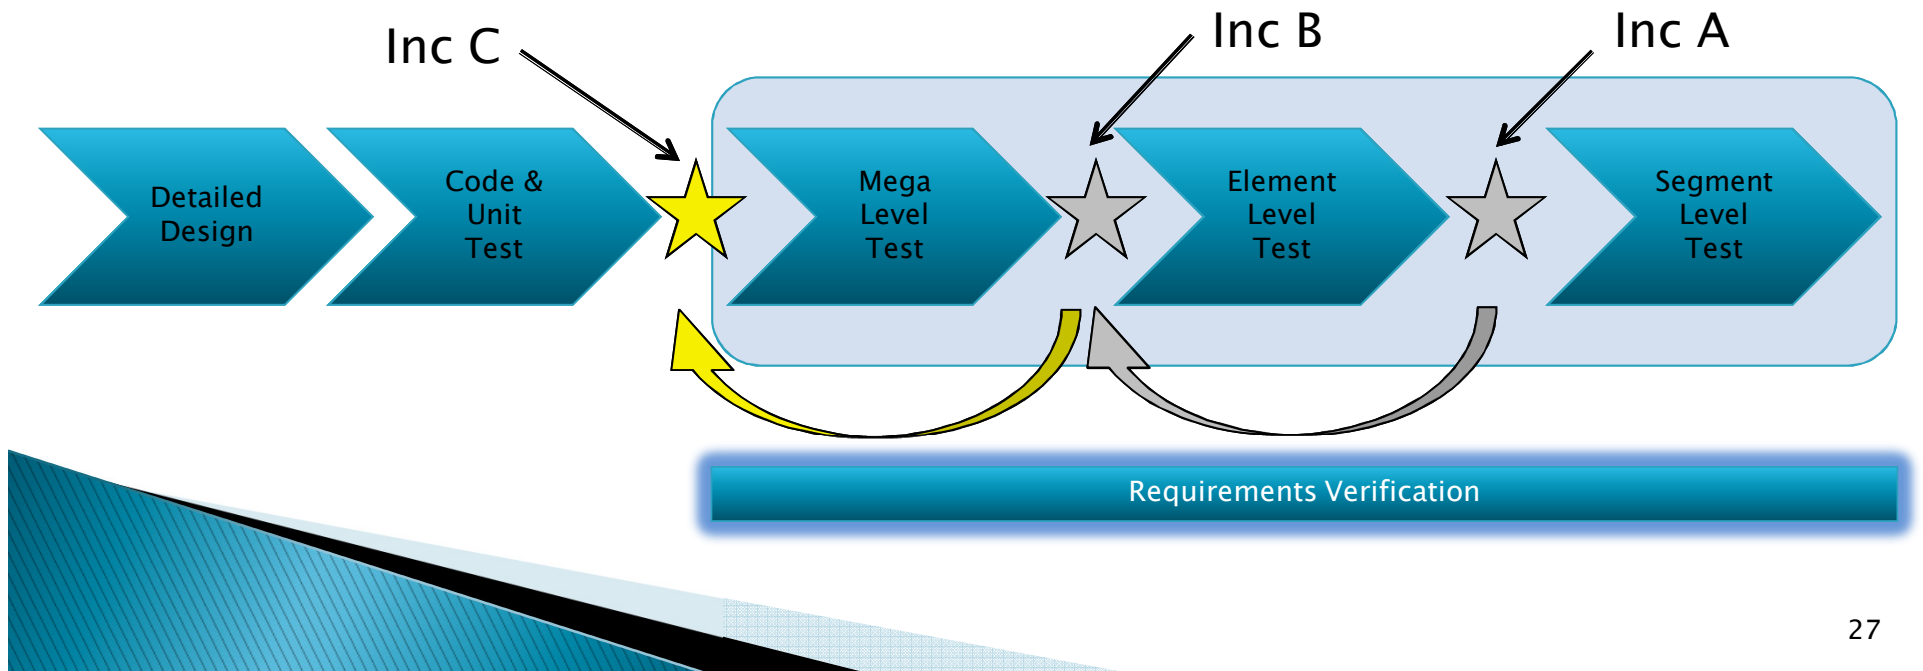 Inc C
Inc B
Inc A
Detailed
Design
Code &
Unit
Test
Mega
Level
Test
Element
Level
Test
Segment
Level
Test
Requirements Verification
27